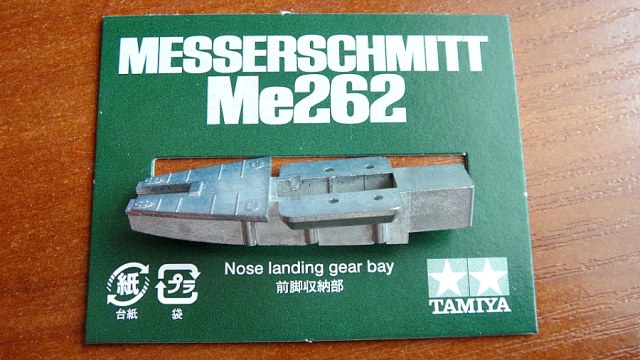 MESSERSCHMITT
Me262
Nose landing gear bay
前脚収納部
紙
台紙
プラ
袋
TAMIYA